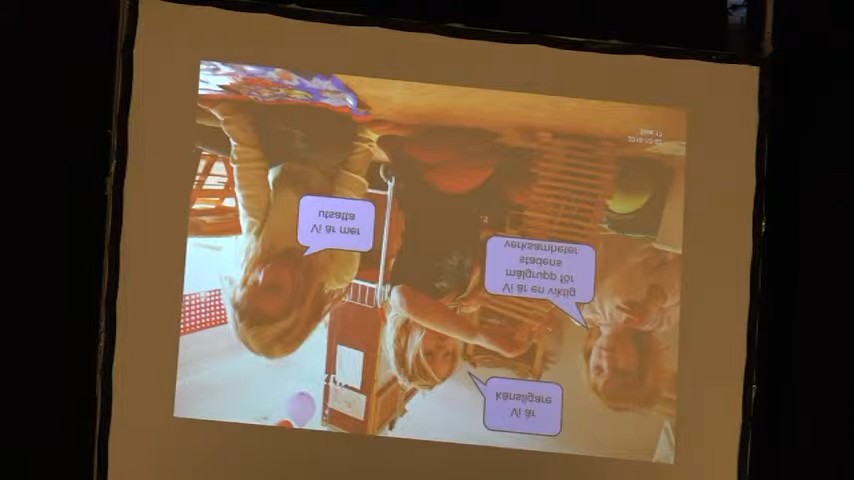 Vi är
känsligare
Vi är en viktig
målgrupp för
stadens
verksamheter
Vi är mer
utsatta